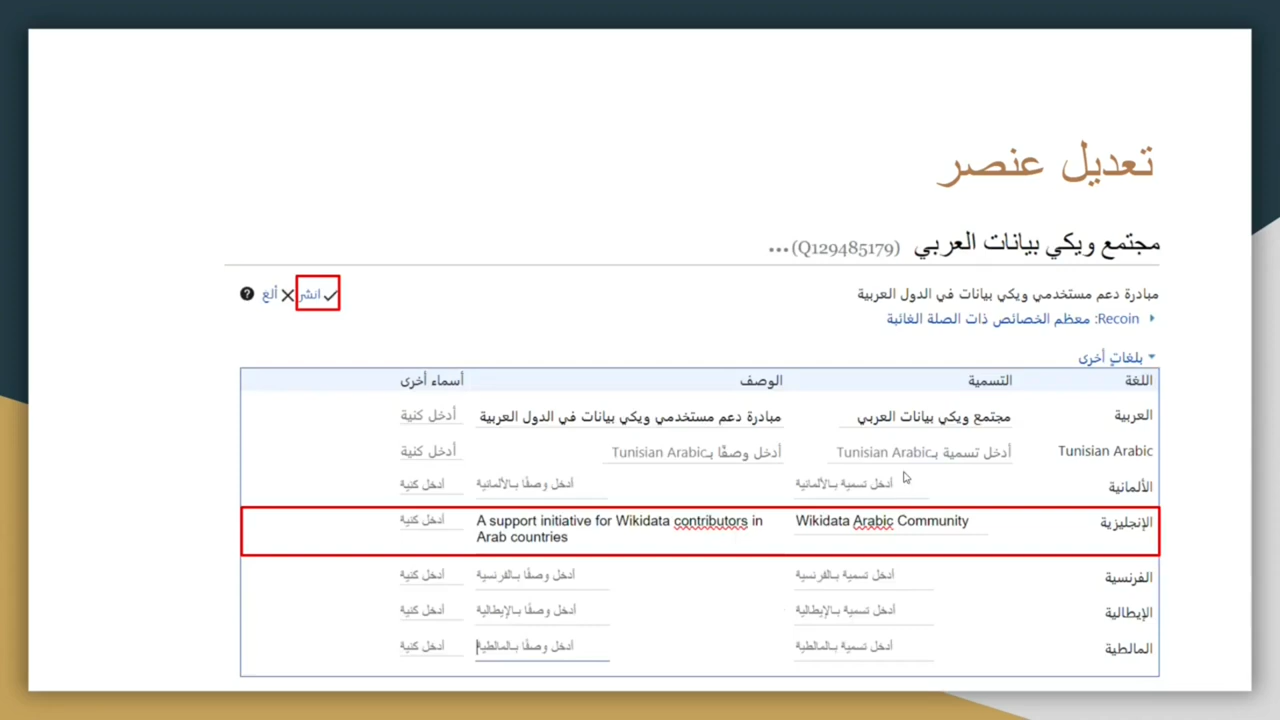 تعديل عنصر
مجتمع ويكي بيانات العربي (Q129485179) •••
مبادرة دعم مستخدمي ويكي بيانات في الدول العربية
انشر ألغ ?
Recoin: معظم الخصائص ذات الصلة الغائبة
بلغاتٍ أخرى
اللغة التسمية الوصف أسماء أخرى
العربية مجتمع ويكي بيانات العربي مبادرة دعم مستخدمي ويكي بيانات في الدول العربية أدخل كنية
Tunisian Arabic أدخل تسمية بـTunisian Arabic أدخل وصفًا بـTunisian Arabic أدخل كنية
الألمانية أدخل تسمية بـالألمانية أدخل وصفًا بـالألمانية أدخل كنية
الإنجليزية Wikidata Arabic Community A support initiative for Wikidata contributors in أدخل كنية
Arab countries
الفرنسية أدخل تسمية بـالفرنسية أدخل وصفًا بـالفرنسية أدخل كنية
الإيطالية أدخل تسمية بـالإيطالية أدخل وصفًا بـالإيطالية أدخل كنية
المالطية أدخل تسمية بـالمالطية أدخل وصفًا بـالمالطية أدخل كنية